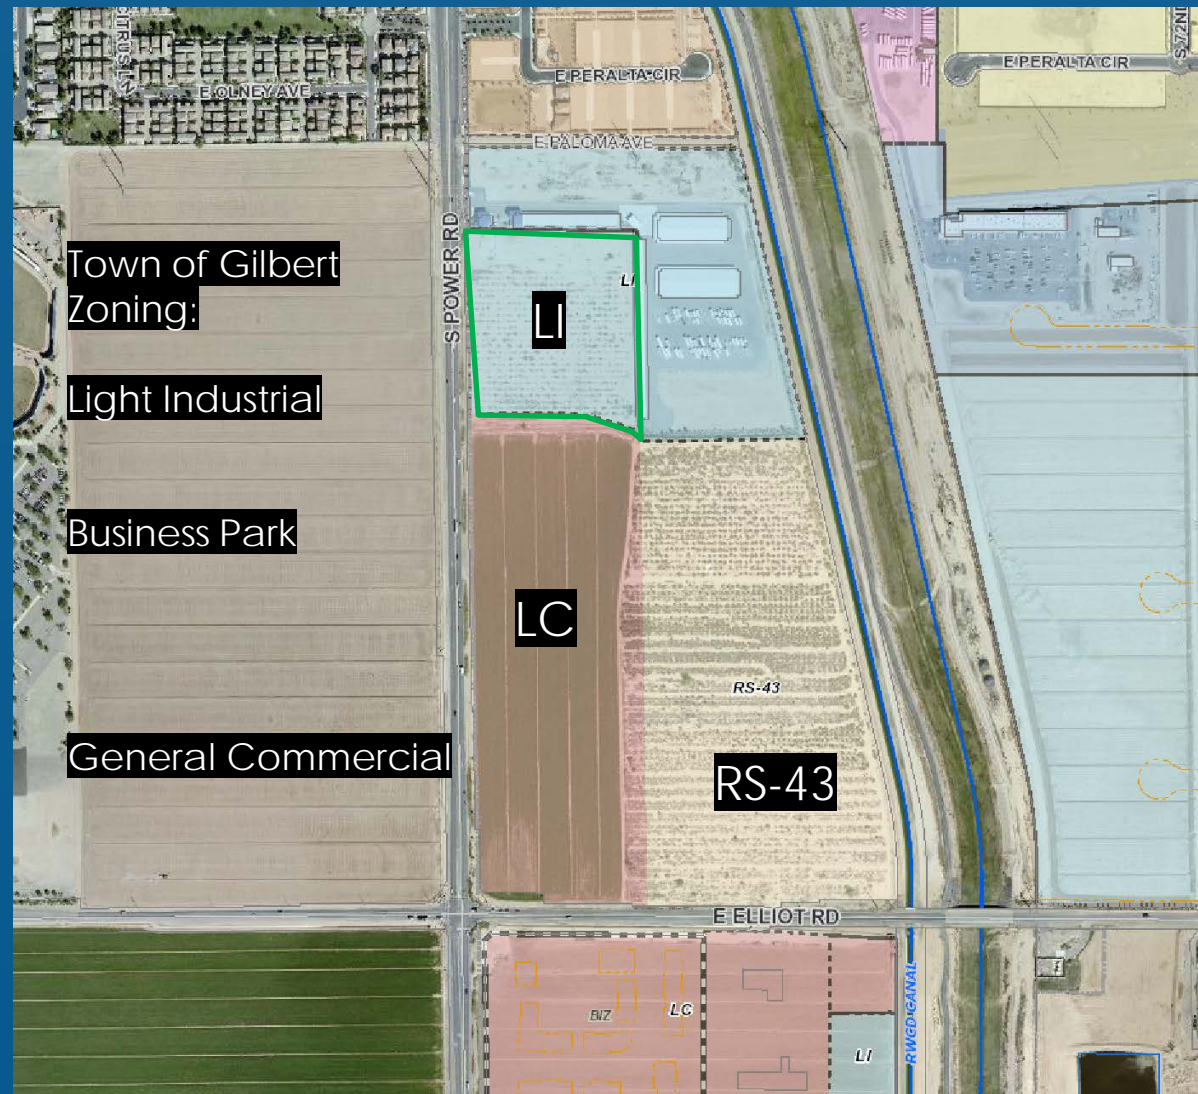 CITRUS LN
E OLNEY AVE
E PERALTA CIR
E PERALTA CIR
S 72ND
E PALOMA AVE
S POWER RD
Town of Gilbert
Zoning:
LI
LI
Light Industrial
Business Park
LC
RS-43
General Commercial
RS-43
E ELLIOT RD
BIZ
LC
LI
RWCD CANAL